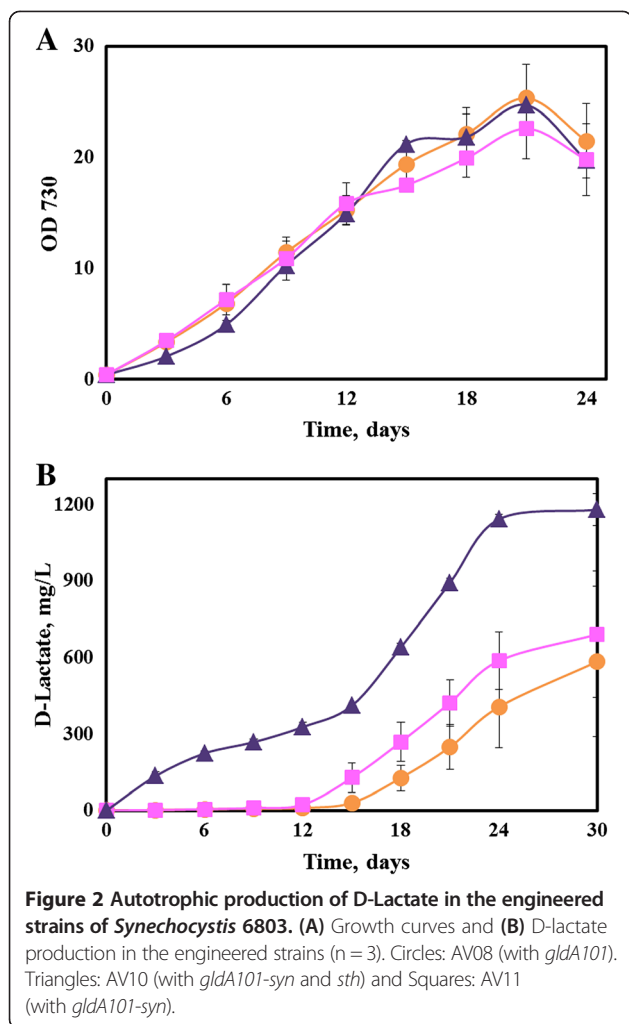 A
30
20
10
0
OD 730
0 6 12 18 24
Time, days
B
1200
900
600
300
0
D-Lactate, mg/L
0 6 12 18 24 30
Time, days
Figure 2 Autotrophic production of D-Lactate in the engineered
strains of Synechocystis 6803. (A) Growth curves and (B) D-lactate
production in the engineered strains (n = 3). Circles: AV08 (with gldA101).
Triangles: AV10 (with gldA101-syn and sth) and Squares: AV11
(with gldA101-syn).